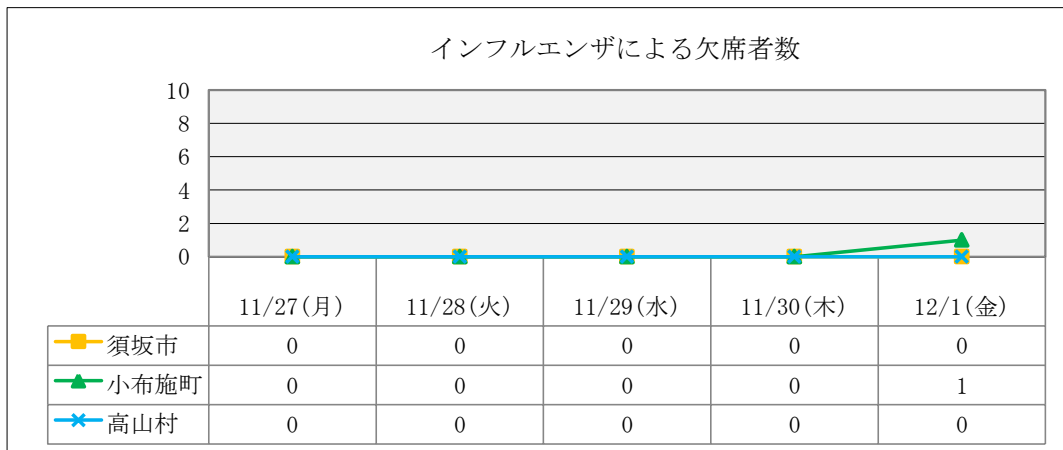 インフルエンザによる欠席者数
10
8
6
4
2
0
11/27(月) 11/28(火) 11/29(水) 11/30(木) 12/1(金)
須坂市 0 0 0 0 0
小布施町 0 0 0 0 1
高山村 0 0 0 0 0